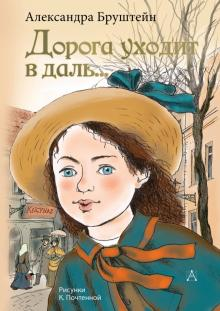 Александра Бруштейн
Дорога уходит
в даль...
Рисунки
К. Почтенной